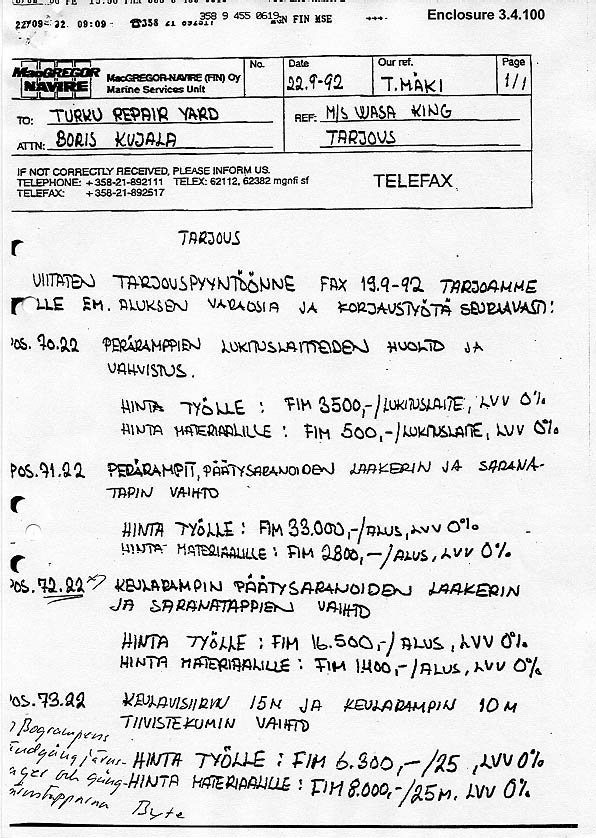 358 9 455 0619
Enclosure 3.4.100
22/09-92 09:09
FIN MSE
MacGREGOR
NAVIRE
MacGREGOR-NAVIRE (FIN) Oy
Marine Services Unit
No.
Date
22.9-92
Our ref.
T. MÄKI
Page
1/1
TO: TURKU REPAIR YARD
ATTN: BORIS KUJALA
REF: M/S WASA KING
TARJOUS
IF NOT CORRECTLY RECEIVED, PLEASE INFORM US.
TELEPHONE: +358-21-892111 TELEX: 62112, 62382 mgnfi sf
TELEFAX: +358-21-892517
TELEFAX
TARJOUS
VIITATEN TARJOUSPYYNTÖÖNNE FAX 19.9-92 TARJOAMME
LLE EM. ALUKSEN VARAOSIA JA KORJAUSTYÖTÄ SEURAAVASTI:
POS. 70.22 PERÄRAMPPIEN LUKITUSLAITTEIDEN HUOLTO JA
VAHVISTUS.
HINTA TYÖLLE : FIM 3500,-/LUKITUSLAITE, LVV 0%
HINTA MATERIAALILLE : FIM 500,-/LUKITUSLAITE, LVV 0%
POS. 71.22 PERÄRAMPIT, PÄÄTYSARANOIDEN LAAKERIN JA SARANA-
TAPIN VAIHTO
HINTA TYÖLLE : FIM 33.000,-/ALUS, LVV 0%
HINTA MATERIAALILLE : FIM 2800,-/ALUS, LVV 0%
POS. 72.22 *) KEULARAMPIN PÄÄTYSARANOIDEN LAAKERIN
JA SARANATAPPIEN VAIHTO
HINTA TYÖLLE : FIM 16.500,-/ALUS, LVV 0%
HINTA MATERIAALILLE : FIM 1400,-/ALUS, LVV 0%
POS. 73.22 KEULAVISIIRIN 15M JA KEULARAMPIN 10M
TIIVISTEKUMIN VAIHTO
HINTA TYÖLLE : FIM 6.300,-/25, LVV 0%
HINTA MATERIAALILLE : FIM 8.000,-/25M. LVV 0%
Bogrampens
ändgångjärns-
lager och gång-
järnstapparna
Byte